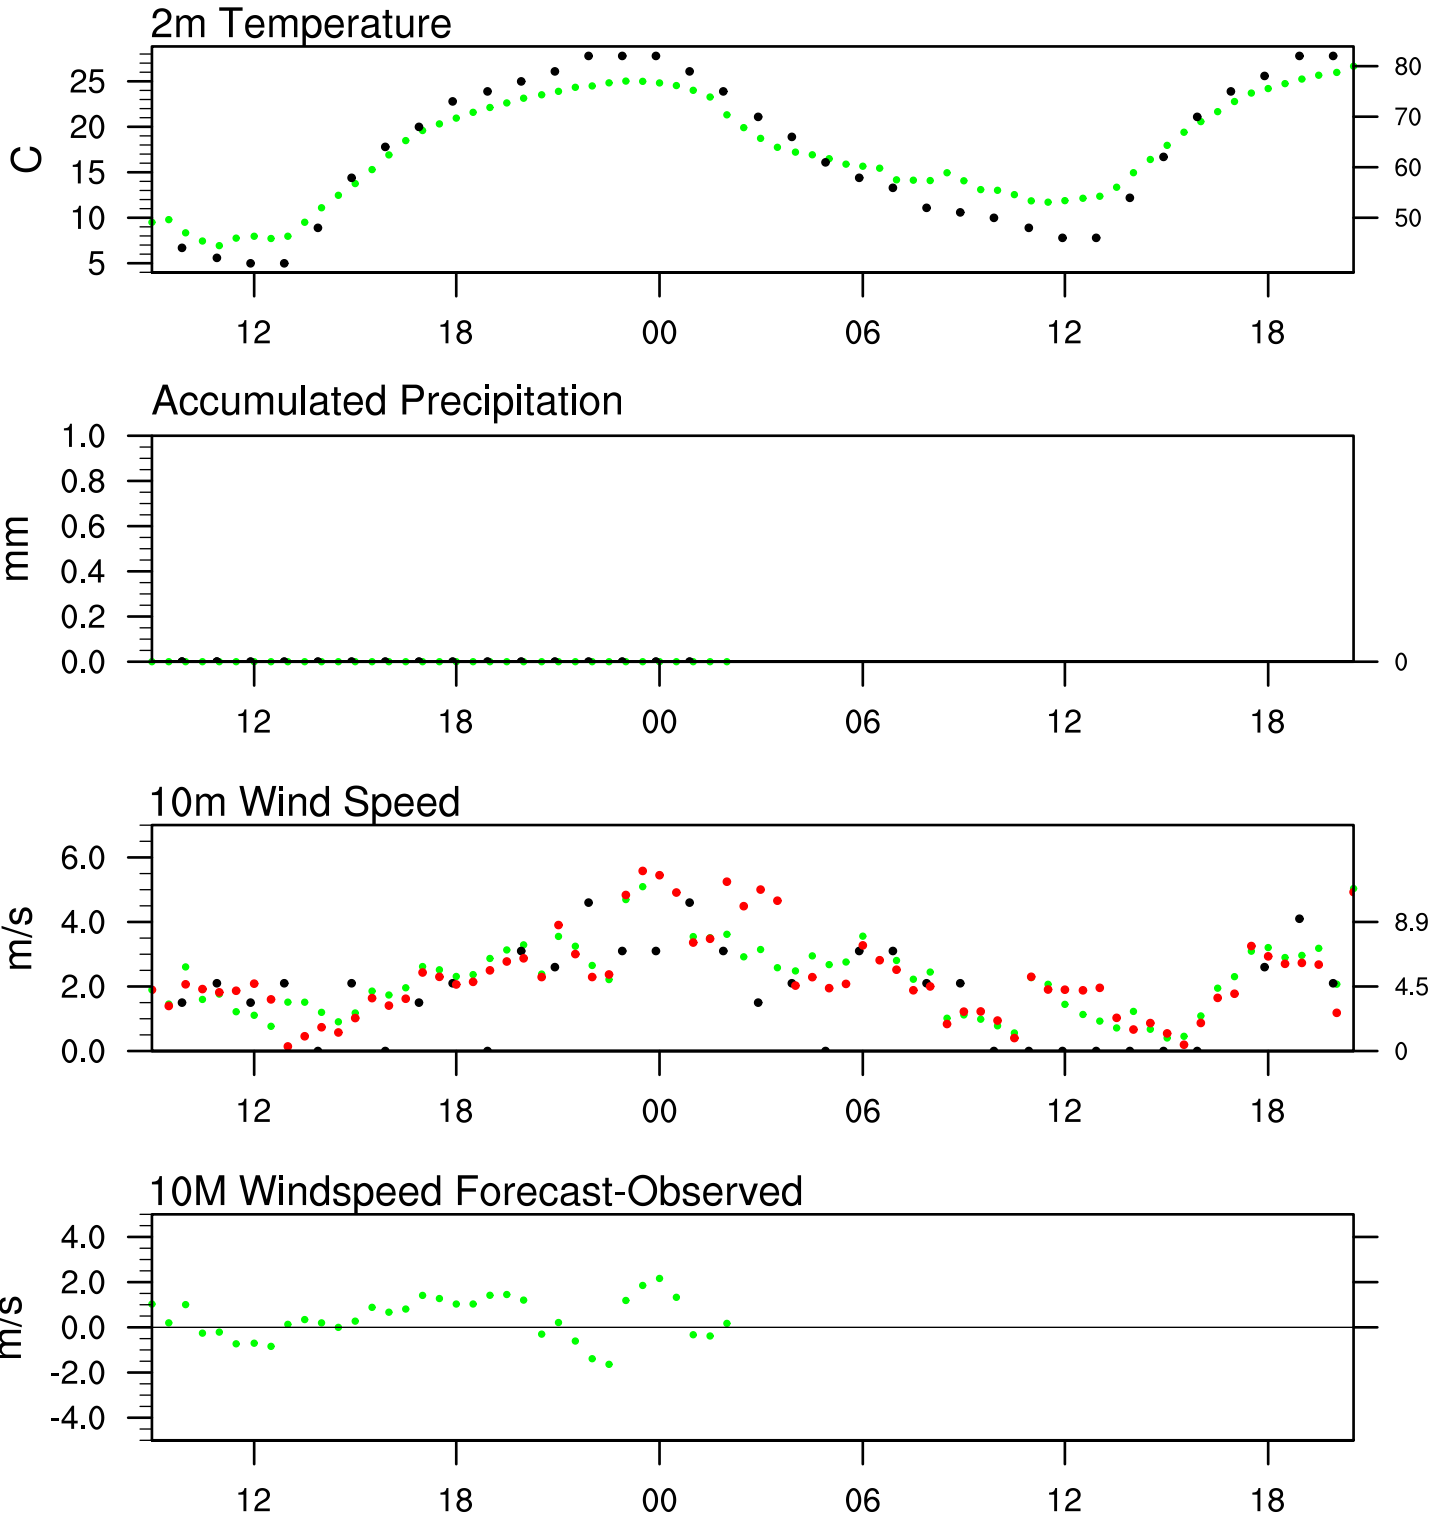 2m Temperature
25
20
15
10
5
C
80
70
60
50
12 18 00 06 12 18
Accumulated Precipitation
1.0
0.8
0.6
0.4
0.2
0.0
mm
0
12 18 00 06 12 18
10m Wind Speed
6.0
4.0
2.0
0.0
m/s
8.9
4.5
0
12 18 00 06 12 18
10M Windspeed Forecast-Observed
4.0
2.0
0.0
-2.0
-4.0
m/s
12 18 00 06 12 18